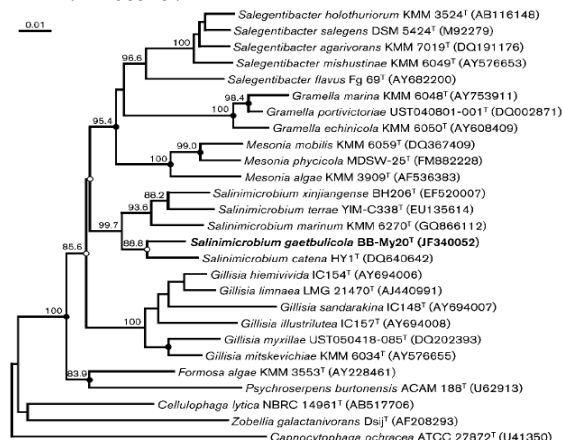 0.01
Salegentibacter holothuriorum KMM 3524ᵀ (AB116148)
Salegentibacter salegens DSM 5424ᵀ (M92279)
100
Salegentibacter agarivorans KMM 7019ᵀ (DQ191176)
96.6
Salegentibacter mishustinae KMM 6049ᵀ (AY576653)
Salegentibacter flavus Fg 69ᵀ (AY682200)
98.4
Gramella marina KMM 6048ᵀ (AY753911)
100
Gramella portivictoriae UST040801-001ᵀ (DQ002871)
95.4
Gramella echinicola KMM 6050ᵀ (AY608409)
99.0
Mesonia mobilis KMM 6059ᵀ (DQ367409)
100
Mesonia phycicola MDSW-25ᵀ (FM882228)
Mesonia algae KMM 3909ᵀ (AF536383)
88.2
Salinimicrobium xinjiangense BH206ᵀ (EF520007)
93.6
Salinimicrobium terrae YIM-C338ᵀ (EU135614)
99.7
Salinimicrobium marinum KMM 6270ᵀ (GQ866112)
88.8
Salinimicrobium gaetbulicola BB-My20ᵀ (JF340052)
85.6
Salinimicrobium catena HY1ᵀ (DQ640642)
Gillisia hiemivivida IC154ᵀ (AY694006)
Gillisia limnaea LMG 21470ᵀ (AJ440991)
Gillisia sandarakina IC148ᵀ (AY694007)
100
100
Gillisia illustrilutea IC157ᵀ (AY694008)
Gillisia myxillae UST050418-085ᵀ (DQ202393)
Gillisia mitskevichiae KMM 6034ᵀ (AY576655)
83.9
Formosa algae KMM 3553ᵀ (AY228461)
Psychroserpens burtonensis ACAM 188ᵀ (U62913)
Cellulophaga lytica NBRC 14961ᵀ (AB517706)
Zobellia galactanivorans Dsijᵀ (AF208293)
Capnocytophaga ochracea ATCC 27872ᵀ (U41350)